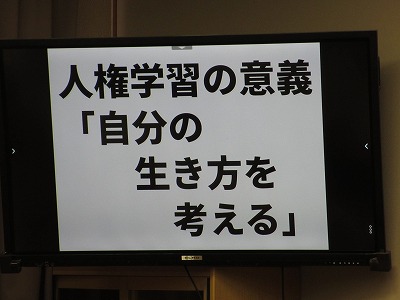 人権学習の意義
「自分の
生き方を
考える」